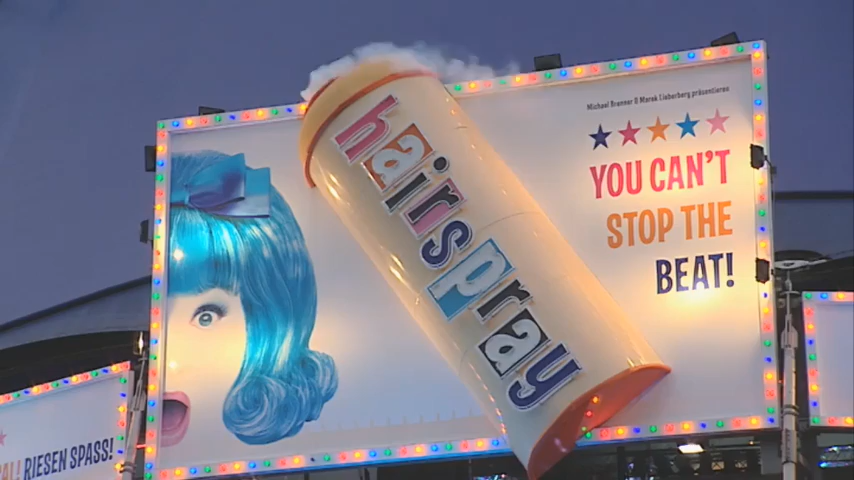 hairspray
Michael Brenner & Marek Lieberberg präsentieren
YOU CAN'T
STOP THE
BEAT!
RIESEN SPASS!